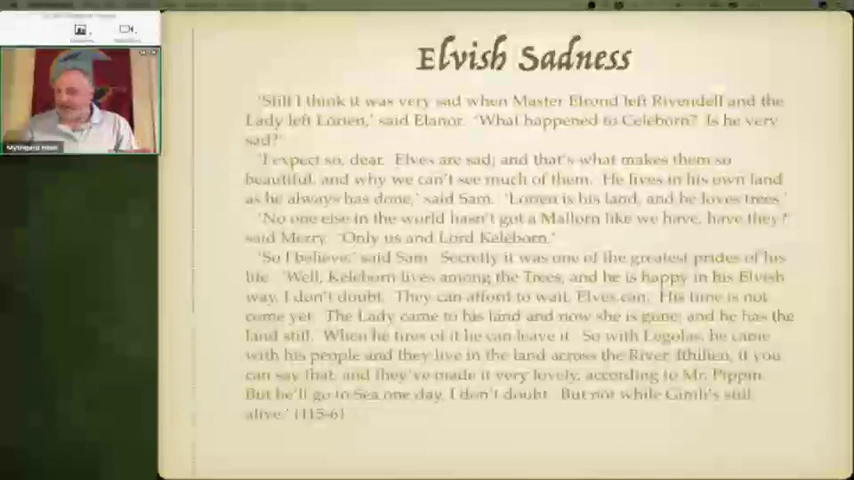 Elvish Sadness
'Still I think it was very sad when Master Elrond left Rivendell and the
Lady left Lorien,' said Elanor. 'What happened to Celeborn? Is he very
sad?'
'I expect so, dear. Elves are sad; and that's what makes them so
beautiful, and why we can't see much of them. He lives in his own land
as he always has done,' said Sam. 'Lorien is his land, and he loves trees.'
'No one else in the world hasn't got a Mallorn like we have, have they?'
said Merry. 'Only us and Lord Keleborn.'
'So I believe,' said Sam. Secretly it was one of the greatest prides of his
life. 'Well, Keleborn lives among the Trees, and he is happy in his Elvish
way, I don't doubt. They can afford to wait, Elves can. His time is not
come yet. The Lady came to his land and now she is gone; and he has the
land still. When he tires of it he can leave it. So with Legolas, he came
with his people and they live in the land across the River, Ithilien, if you
can say that, and they've made it very lovely, according to Mr. Pippin.
But he'll go to Sea one day, I don't doubt. But not while Gimli's still
alive.' (115-6)